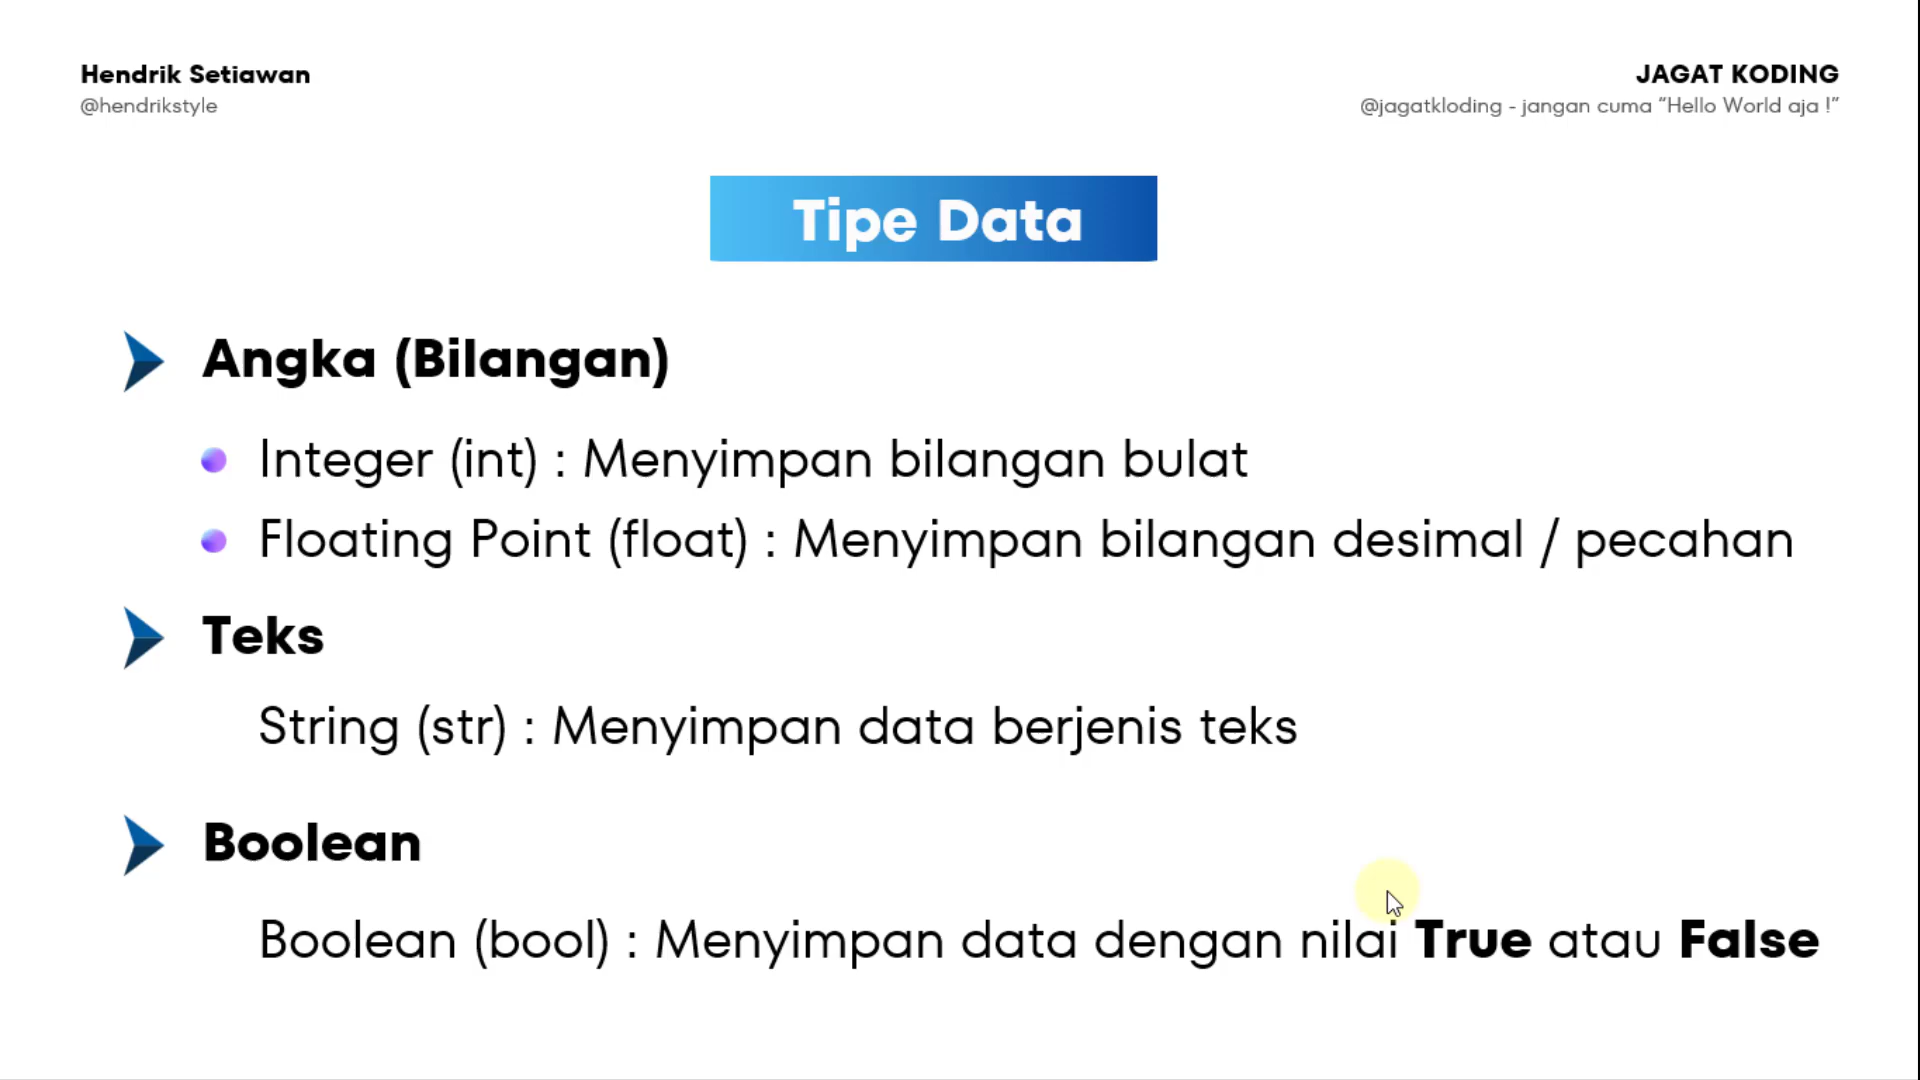 Hendrik Setiawan
@hendrikstyle
JAGAT KODING
@jagatkloding - jangan cuma “Hello World aja !”
Tipe Data
Angka (Bilangan)
Integer (int) : Menyimpan bilangan bulat
Floating Point (float) : Menyimpan bilangan desimal / pecahan
Teks
String (str) : Menyimpan data berjenis teks
Boolean
Boolean (bool) : Menyimpan data dengan nilai True atau False